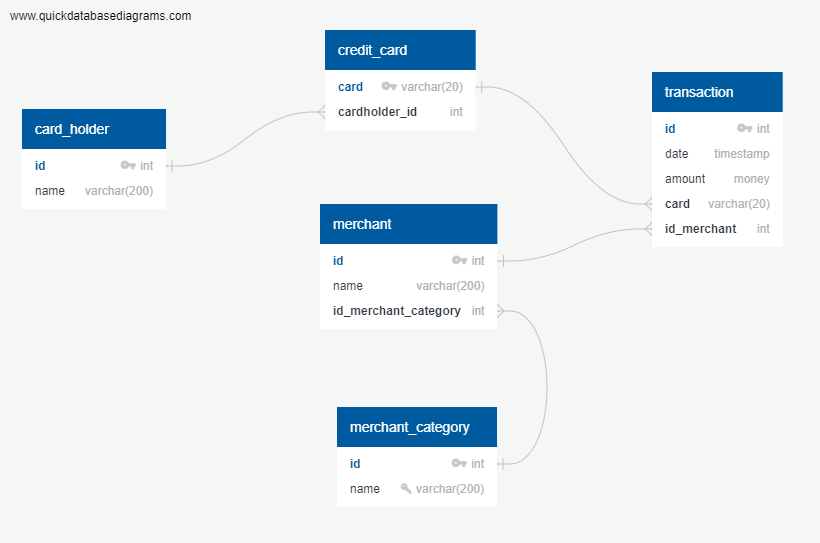 www.quickdatabasediagrams.com
card_holder
id int
name varchar(200)
credit_card
card varchar(20)
cardholder_id int
transaction
id int
date timestamp
amount money
card varchar(20)
id_merchant int
merchant
id int
name varchar(200)
id_merchant_category int
merchant_category
id int
name varchar(200)